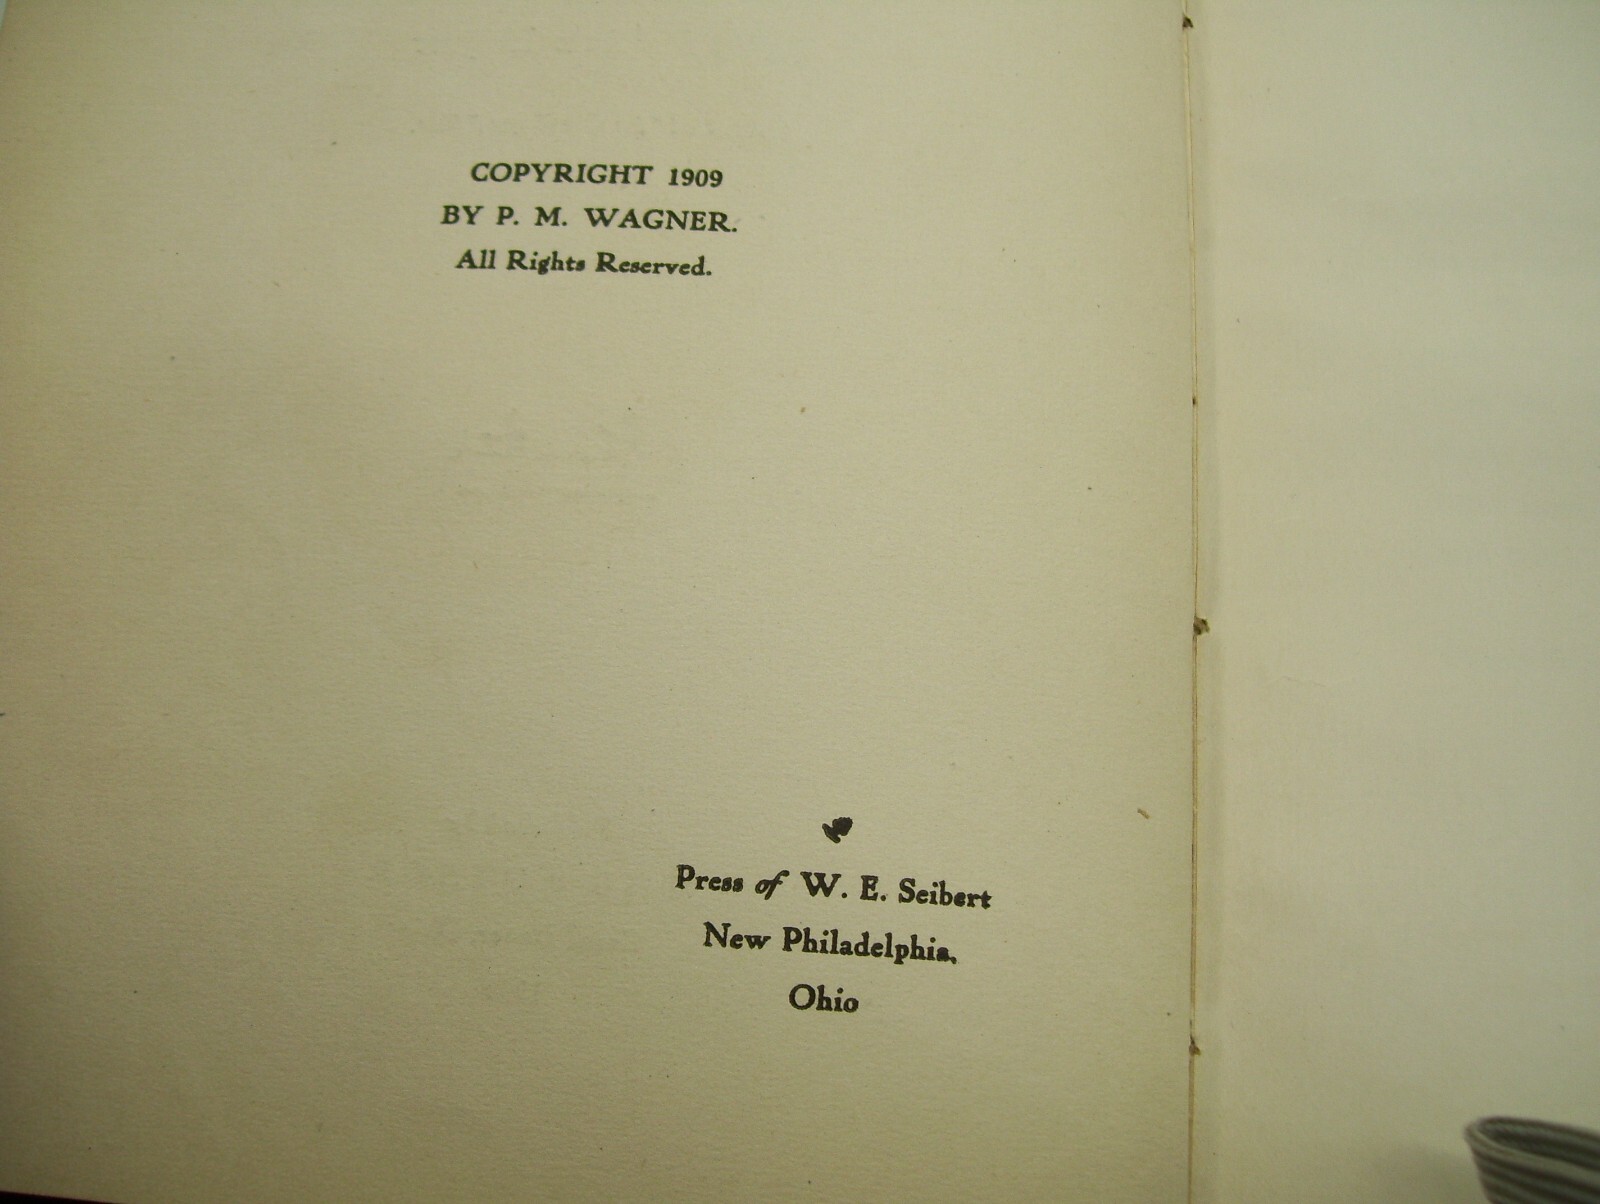 COPYRIGHT 1909
BY P. M. WAGNER.
All Rights Reserved.
Press of W. E. Seibert
New Philadelphia,
Ohio